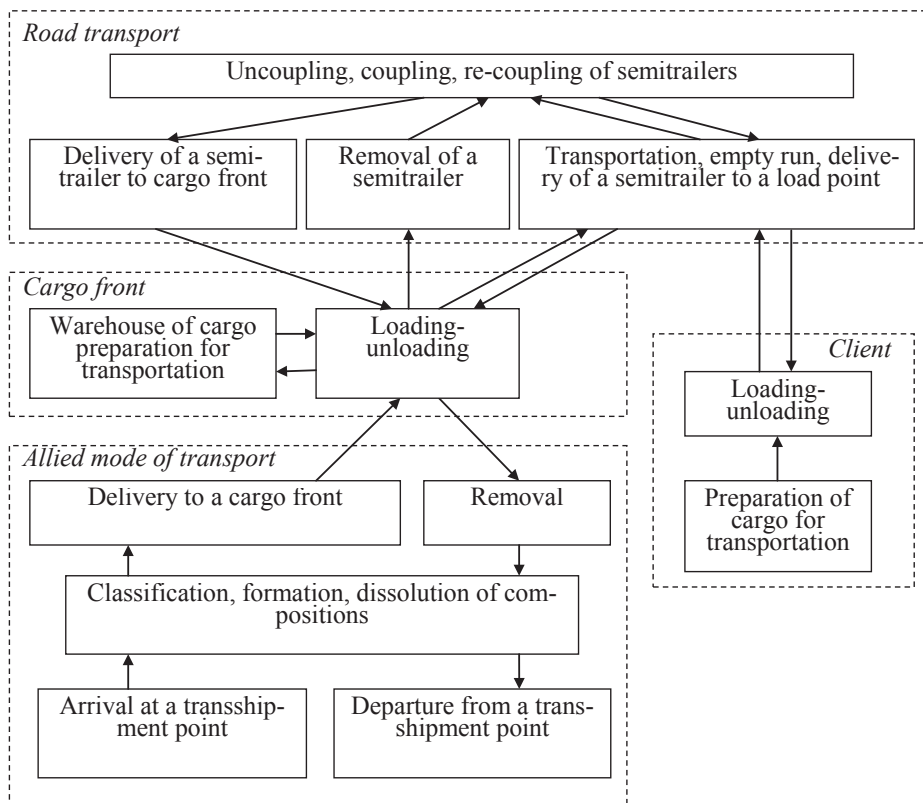 Road transport
Uncoupling, coupling, re-coupling of semitrailers
Delivery of a semi-
trailer to cargo front
Removal of a
semitrailer
Transportation, empty run, deliv-
ery of a semitrailer to a load point
Cargo front
Warehouse of cargo
preparation for
transportation
Loading-
unloading
Client
Loading-
unloading
Preparation of
cargo for
transportation
Allied mode of transport
Delivery to a cargo front
Removal
Classification, formation, dissolution of com-
positions
Arrival at a transship-
ment point
Departure from a trans-
shipment point